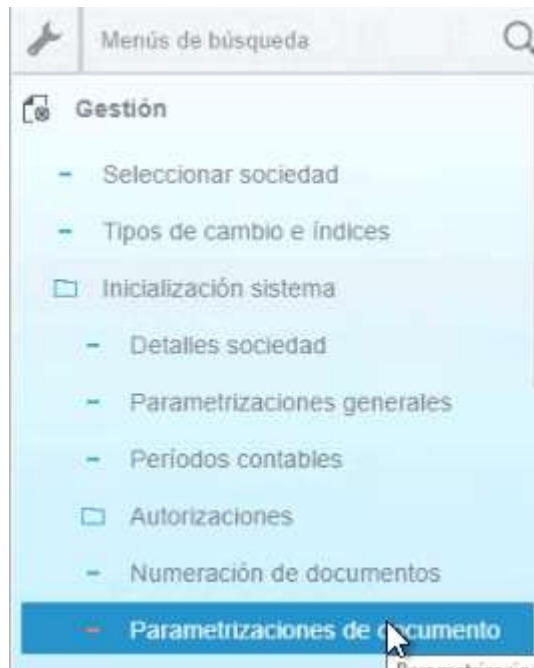 Menús de búsqueda
Gestión
Seleccionar sociedad
Tipos de cambio e índices
Inicialización sistema
Detalles sociedad
Parametrizaciones generales
Períodos contables
Autorizaciones
Numeración de documentos
Parametrizaciones de documento